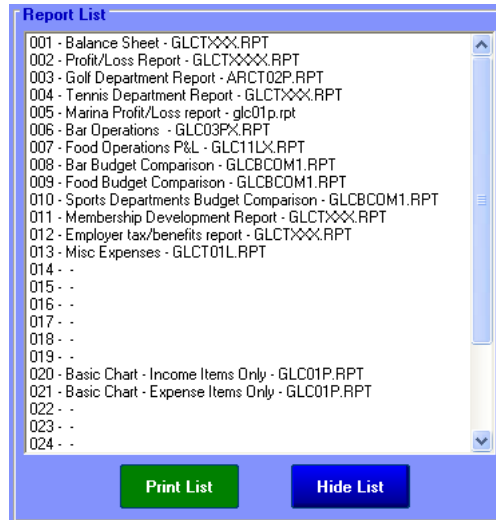 Report List
001 - Balance Sheet - GLCTXXX.RPT
002 - Profit/Loss Report - GLCTXXXX.RPT
003 - Golf Department Report - ARCT02P.RPT
004 - Tennis Department Report - GLCTXXX.RPT
005 - Marina Profit/Loss report - glc01p.rpt
006 - Bar Operations  - GLC03PX.RPT
007 - Food Operations P&L - GLC11LX.RPT
008 - Bar Budget Comparison - GLCBCOM1.RPT
009 - Food Budget Comparison - GLCBCOM1.RPT
010 - Sports Departments Budget Comparison - GLCBCOM1.RPT
011 - Membership Development Report - GLCTXXX.RPT
012 - Employer tax/benefits report - GLCTXXX.RPT
013 - Misc Expenses - GLCT01L.RPT
014 - -
015 - -
016 - -
017 - -
018 - -
019 - -
020 - Basic Chart - Income Items Only - GLC01P.RPT
021 - Basic Chart - Expense Items Only - GLC01P.RPT
022 - -
023 - -
024 - -
Print List
Hide List